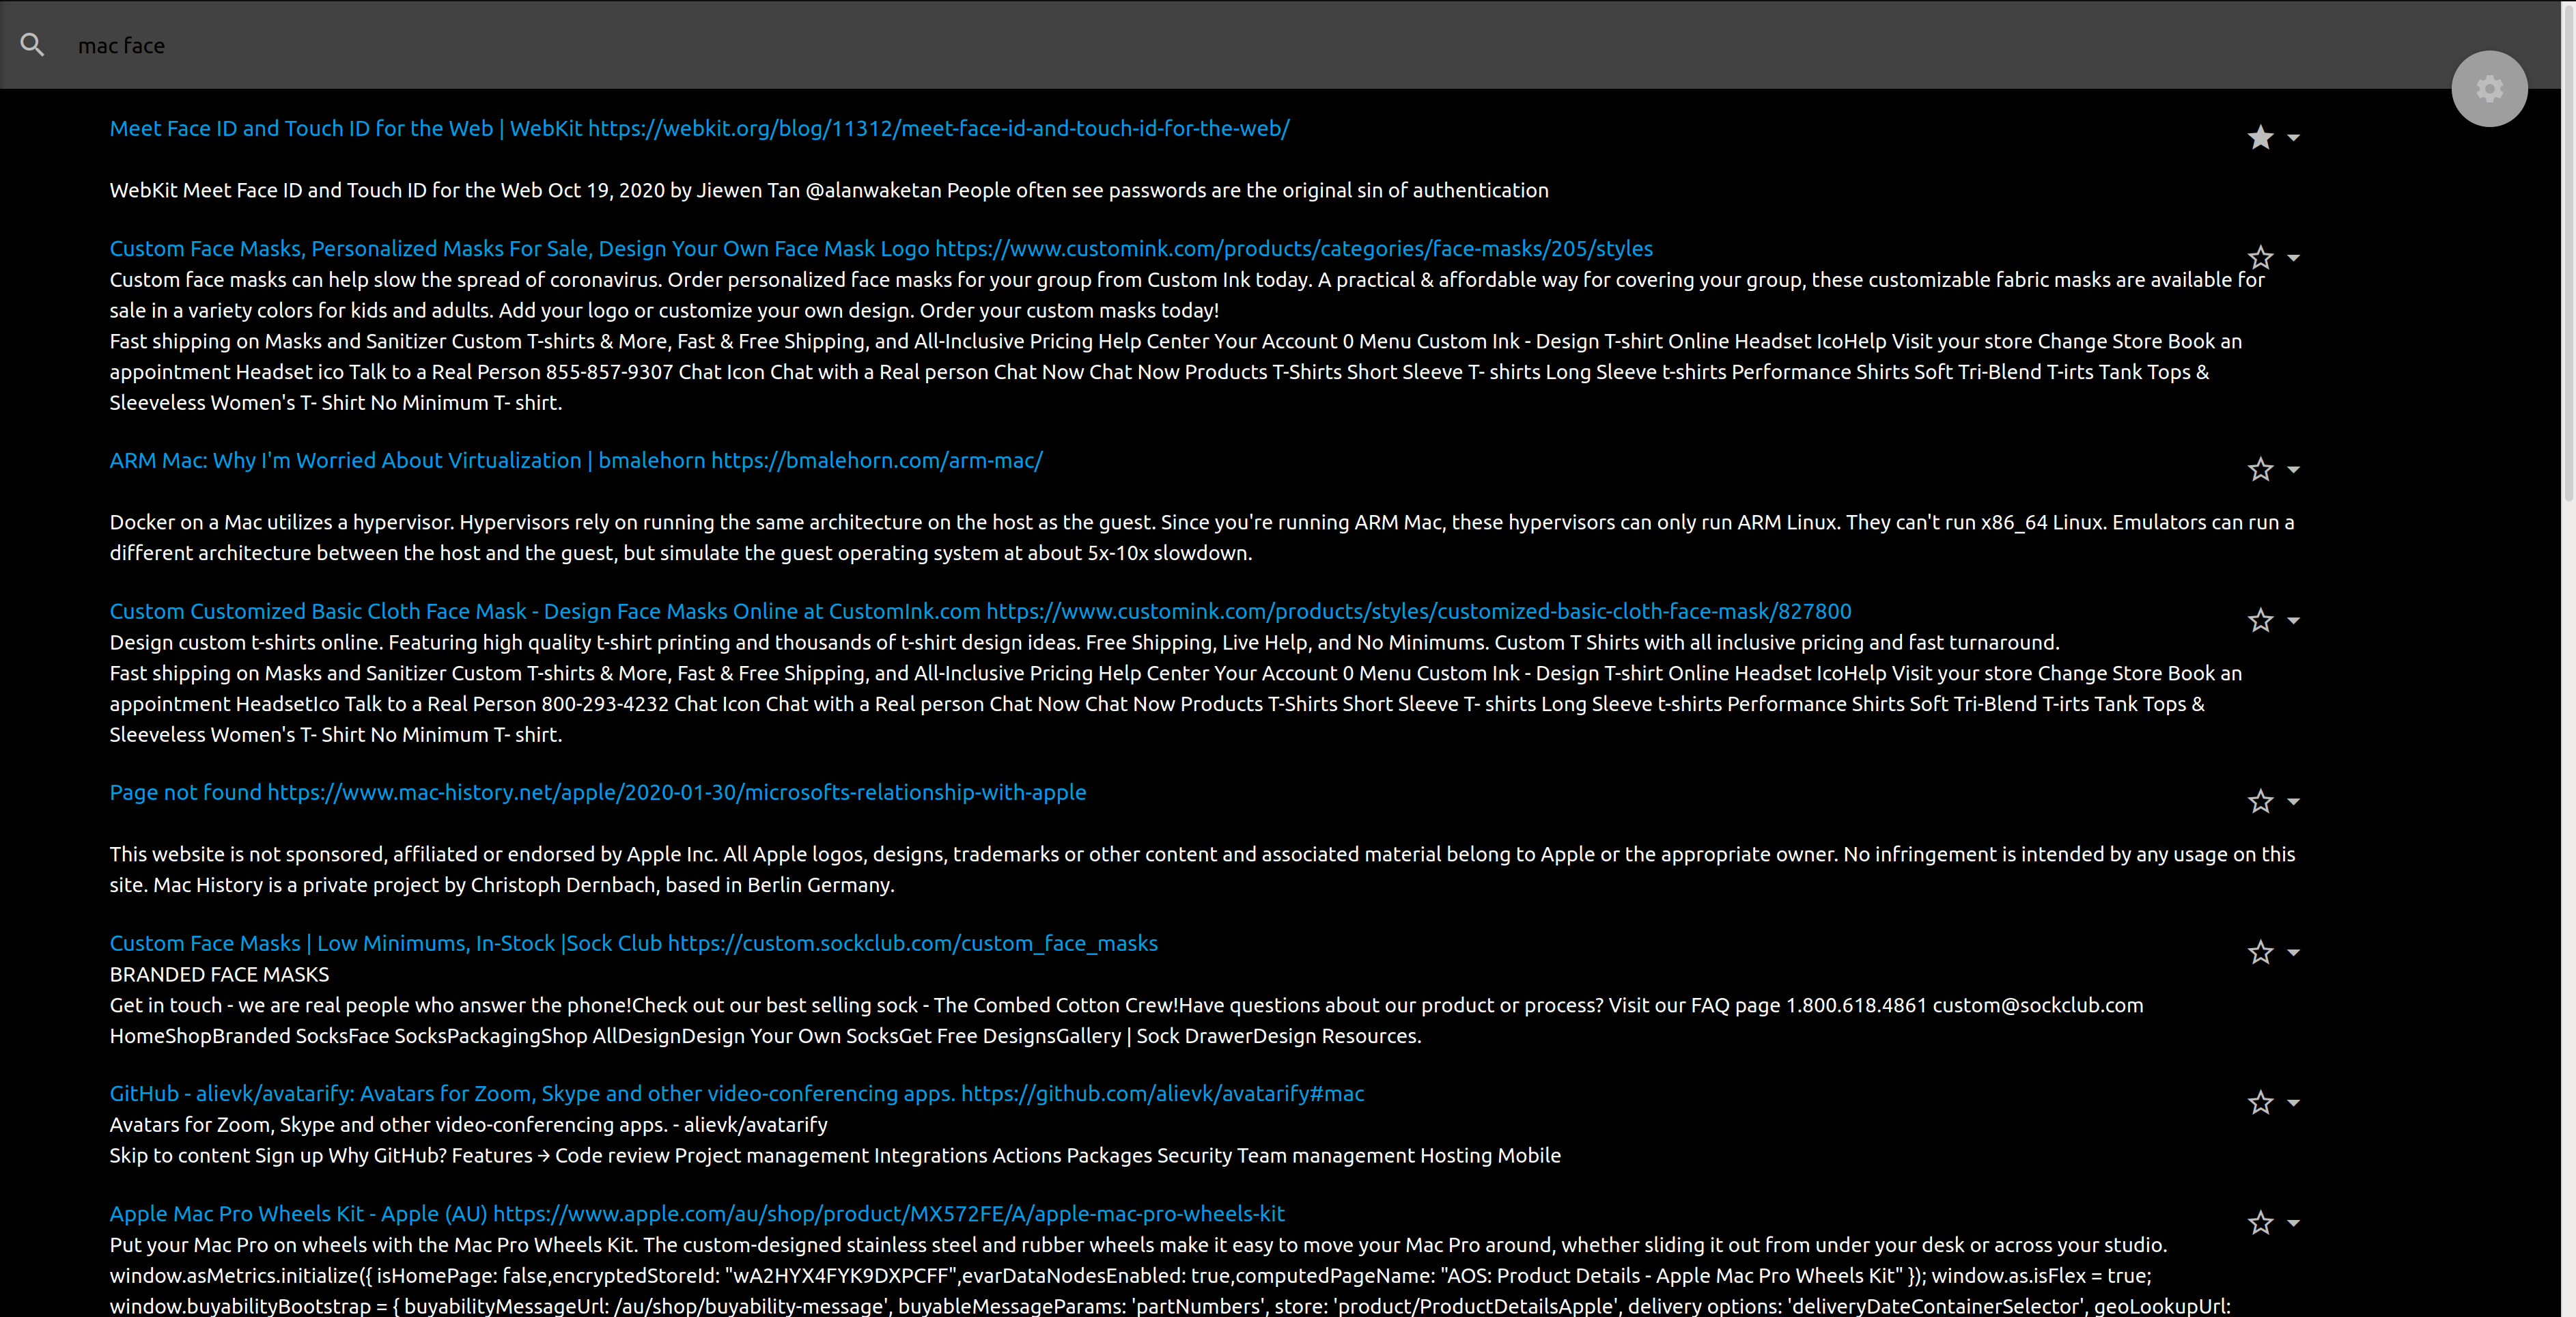 mac face
Meet Face ID and Touch ID for the Web | WebKit https://webkit.org/blog/11312/meet-face-id-and-touch-id-for-the-web/
WebKit Meet Face ID and Touch ID for the Web Oct 19, 2020 by Jiewen Tan @alanwaketan People often see passwords are the original sin of authentication
Custom Face Masks, Personalized Masks For Sale, Design Your Own Face Mask Logo https://www.customink.com/products/categories/face-masks/205/styles
Custom face masks can help slow the spread of coronavirus. Order personalized face masks for your group from Custom Ink today. A practical & affordable way for covering your group, these customizable fabric masks are available for
sale in a variety colors for kids and adults. Add your logo or customize your own design. Order your custom masks today!
Fast shipping on Masks and Sanitizer Custom T-shirts & More, Fast & Free Shipping, and All-Inclusive Pricing Help Center Your Account 0 Menu Custom Ink - Design T-shirt Online Headset IcoHelp Visit your store Change Store Book an
appointment Headset ico Talk to a Real Person 855-857-9307 Chat Icon Chat with a Real person Chat Now Chat Now Products T-Shirts Short Sleeve T- shirts Long Sleeve t-shirts Performance Shirts Soft Tri-Blend T-irts Tank Tops &
Sleeveless Women's T- Shirt No Minimum T- shirt.
ARM Mac: Why I'm Worried About Virtualization | bmalehorn https://bmalehorn.com/arm-mac/
Docker on a Mac utilizes a hypervisor. Hypervisors rely on running the same architecture on the host as the guest. Since you're running ARM Mac, these hypervisors can only run ARM Linux. They can't run x86_64 Linux. Emulators can run a
different architecture between the host and the guest, but simulate the guest operating system at about 5x-10x slowdown.
Custom Customized Basic Cloth Face Mask - Design Face Masks Online at CustomInk.com https://www.customink.com/products/styles/customized-basic-cloth-face-mask/827800
Design custom t-shirts online. Featuring high quality t-shirt printing and thousands of t-shirt design ideas. Free Shipping, Live Help, and No Minimums. Custom T Shirts with all inclusive pricing and fast turnaround.
Fast shipping on Masks and Sanitizer Custom T-shirts & More, Fast & Free Shipping, and All-Inclusive Pricing Help Center Your Account 0 Menu Custom Ink - Design T-shirt Online Headset IcoHelp Visit your store Change Store Book an
appointment HeadsetIco Talk to a Real Person 800-293-4232 Chat Icon Chat with a Real person Chat Now Chat Now Products T-Shirts Short Sleeve T- shirts Long Sleeve t-shirts Performance Shirts Soft Tri-Blend T-irts Tank Tops &
Sleeveless Women's T- Shirt No Minimum T- shirt.
Page not found https://www.mac-history.net/apple/2020-01-30/microsofts-relationship-with-apple
This website is not sponsored, affiliated or endorsed by Apple Inc. All Apple logos, designs, trademarks or other content and associated material belong to Apple or the appropriate owner. No infringement is intended by any usage on this
site. Mac History is a private project by Christoph Dernbach, based in Berlin Germany.
Custom Face Masks | Low Minimums, In-Stock |Sock Club https://custom.sockclub.com/custom_face_masks
BRANDED FACE MASKS
Get in touch - we are real people who answer the phone!Check out our best selling sock - The Combed Cotton Crew!Have questions about our product or process? Visit our FAQ page 1.800.618.4861 custom@sockclub.com
HomeShopBranded SocksFace SocksPackagingShop AllDesignDesign Your Own SocksGet Free DesignsGallery | Sock DrawerDesign Resources.
GitHub - alievk/avatarify: Avatars for Zoom, Skype and other video-conferencing apps. https://github.com/alievk/avatarify#mac
Avatars for Zoom, Skype and other video-conferencing apps. - alievk/avatarify
Skip to content Sign up Why GitHub? Features → Code review Project management Integrations Actions Packages Security Team management Hosting Mobile
Apple Mac Pro Wheels Kit - Apple (AU) https://www.apple.com/au/shop/product/MX572FE/A/apple-mac-pro-wheels-kit
Put your Mac Pro on wheels with the Mac Pro Wheels Kit. The custom-designed stainless steel and rubber wheels make it easy to move your Mac Pro around, whether sliding it out from under your desk or across your studio.
window.asMetrics.initialize({ isHomePage: false,encryptedStoreId: "wA2HYX4FYK9DXPCFF",evarDataNodesEnabled: true,computedPageName: "AOS: Product Details - Apple Mac Pro Wheels Kit" }); window.as.isFlex = true;
window.buyabilityBootstrap = { buyabilityMessageUrl: /au/shop/buyability-message', buyableMessageParams: 'partNumbers', store: 'product/ProductDetailsApple', delivery options: 'deliveryDateContainerSelector', geoLookupUrl: